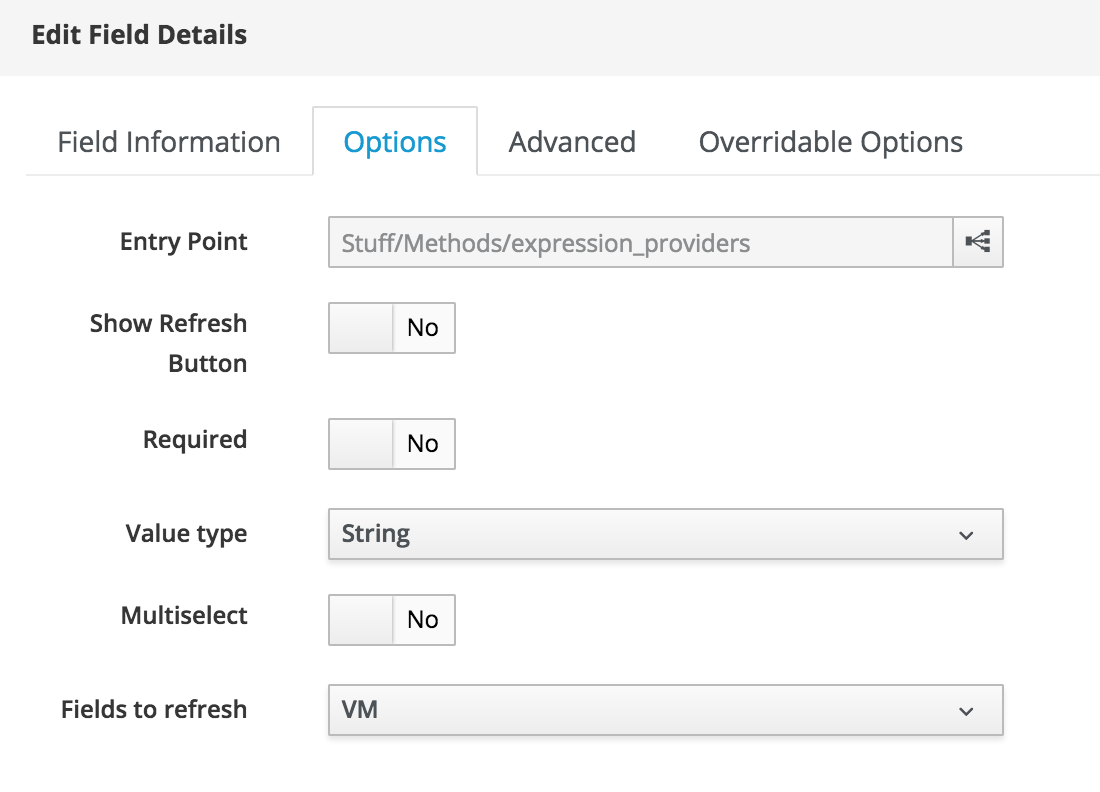 Edit Field Details
Field Information Options Advanced Overridable Options
Entry Point Stuff/Methods/expression_providers
Show Refresh
Button No
Required No
Value type String
Multiselect No
Fields to refresh VM